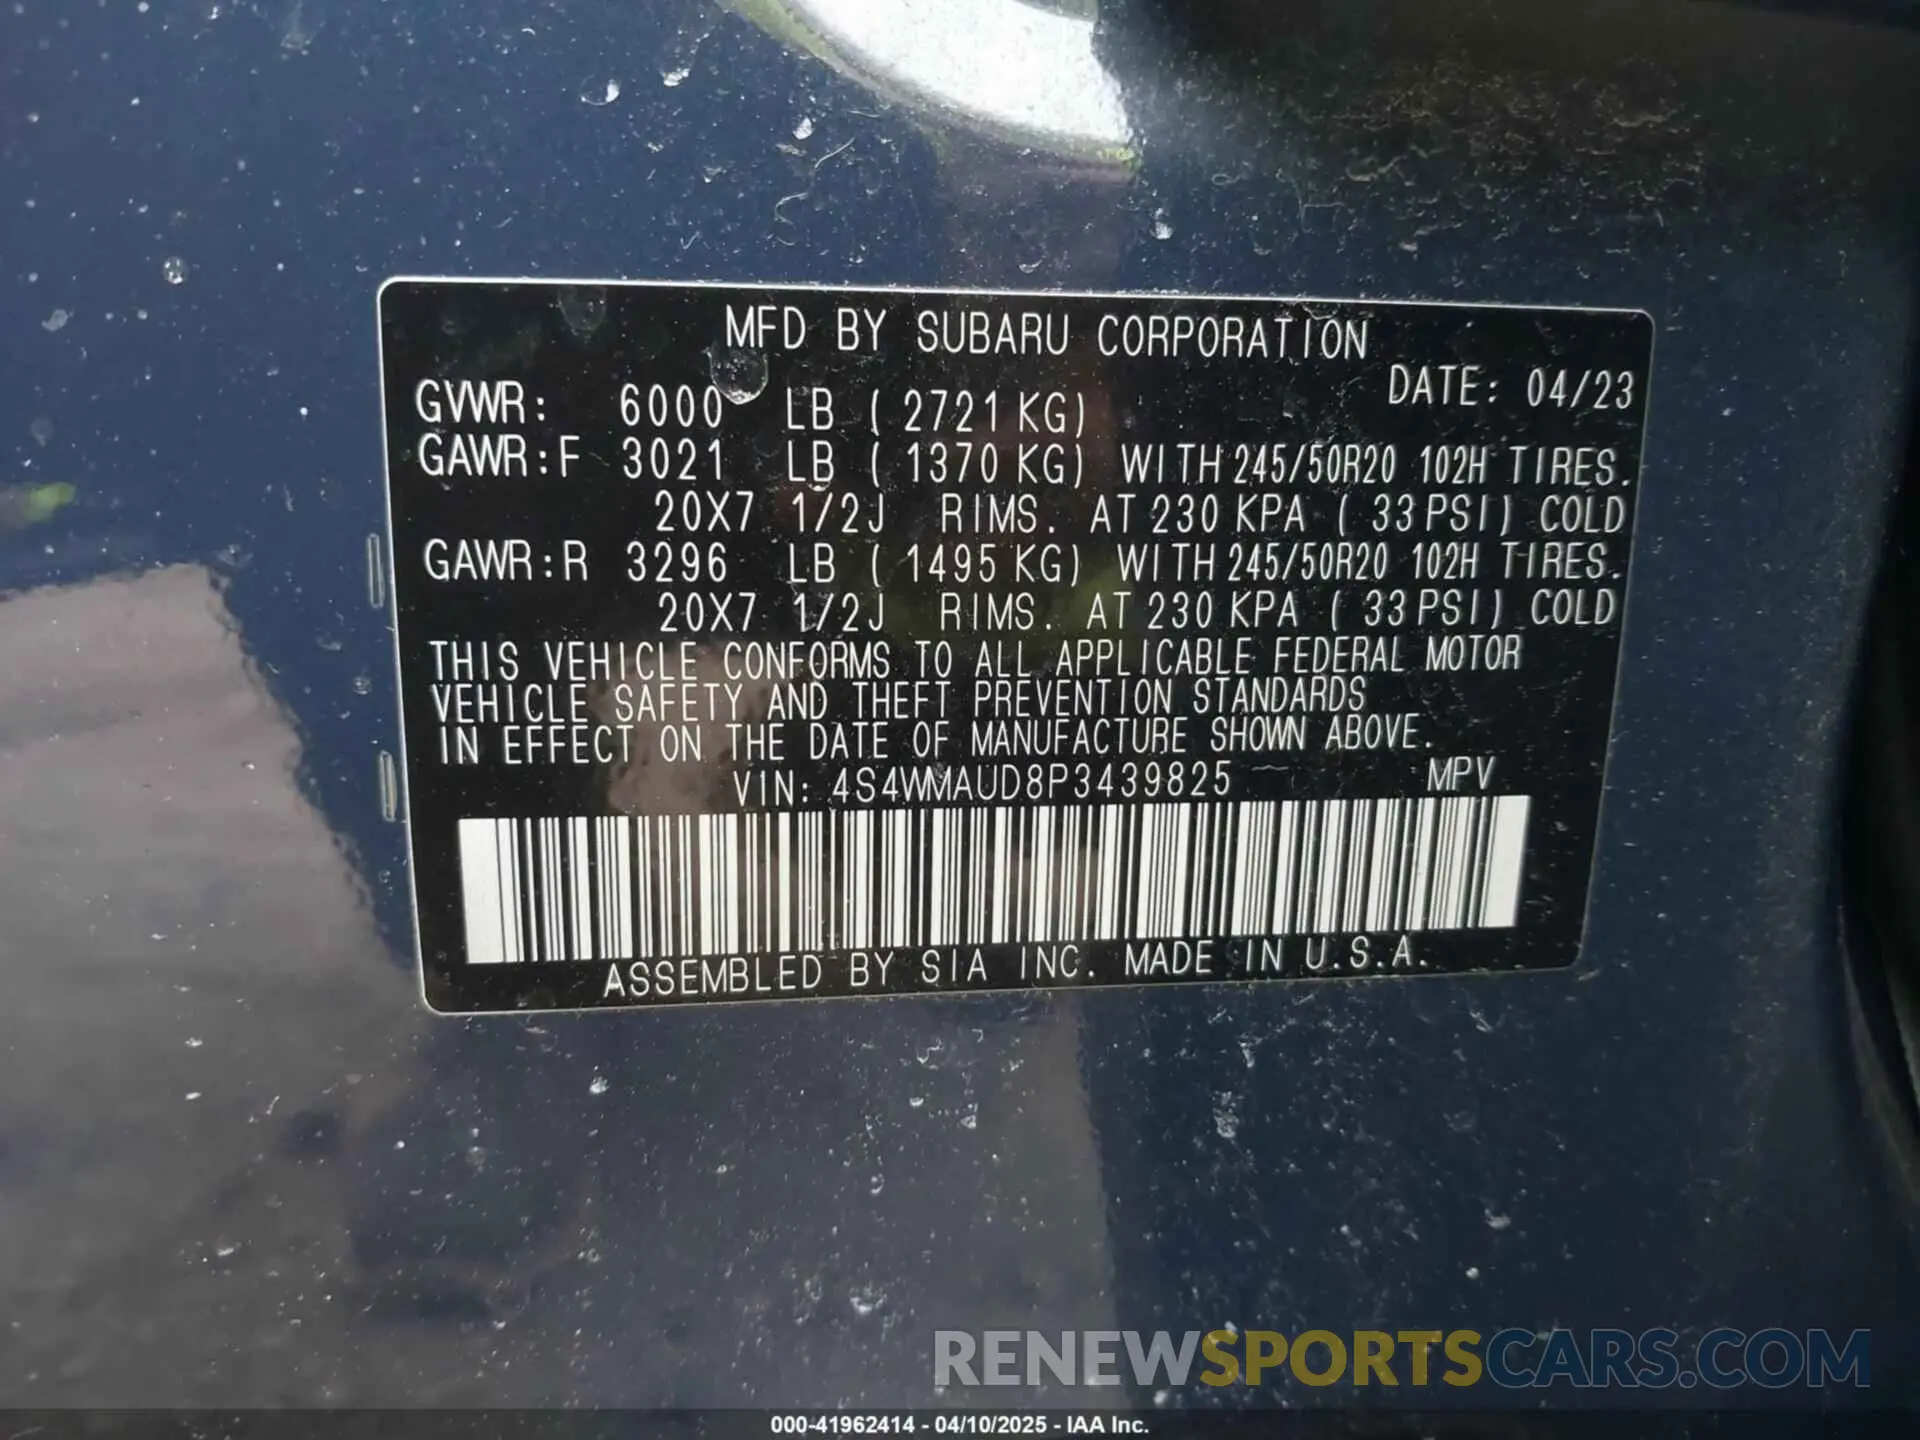 MFD BY SUBARU CORPORATION
DATE: 04/23
GVWR: 6000 LB ( 2721 KG)
GAWR:F 3021 LB ( 1370 KG) WITH 245/50R20 102H TIRES.
20X7 1/2J RIMS. AT 230 KPA ( 33 PSI) COLD
GAWR:R 3296 LB ( 1495 KG) WITH 245/50R20 102H TIRES.
20X7 1/2J RIMS. AT 230 KPA ( 33 PSI) COLD
THIS VEHICLE CONFORMS TO ALL APPLICABLE FEDERAL MOTOR
VEHICLE SAFETY AND THEFT PREVENTION STANDARDS
IN EFFECT ON THE DATE OF MANUFACTURE SHOWN ABOVE.
VIN: 4S4WMAUD8P3439825 MPV
ASSEMBLED BY SIA INC. MADE IN U.S.A.
RENEWSPORTSCARS.COM
000-41962414 - 04/10/2025 - IAA Inc.